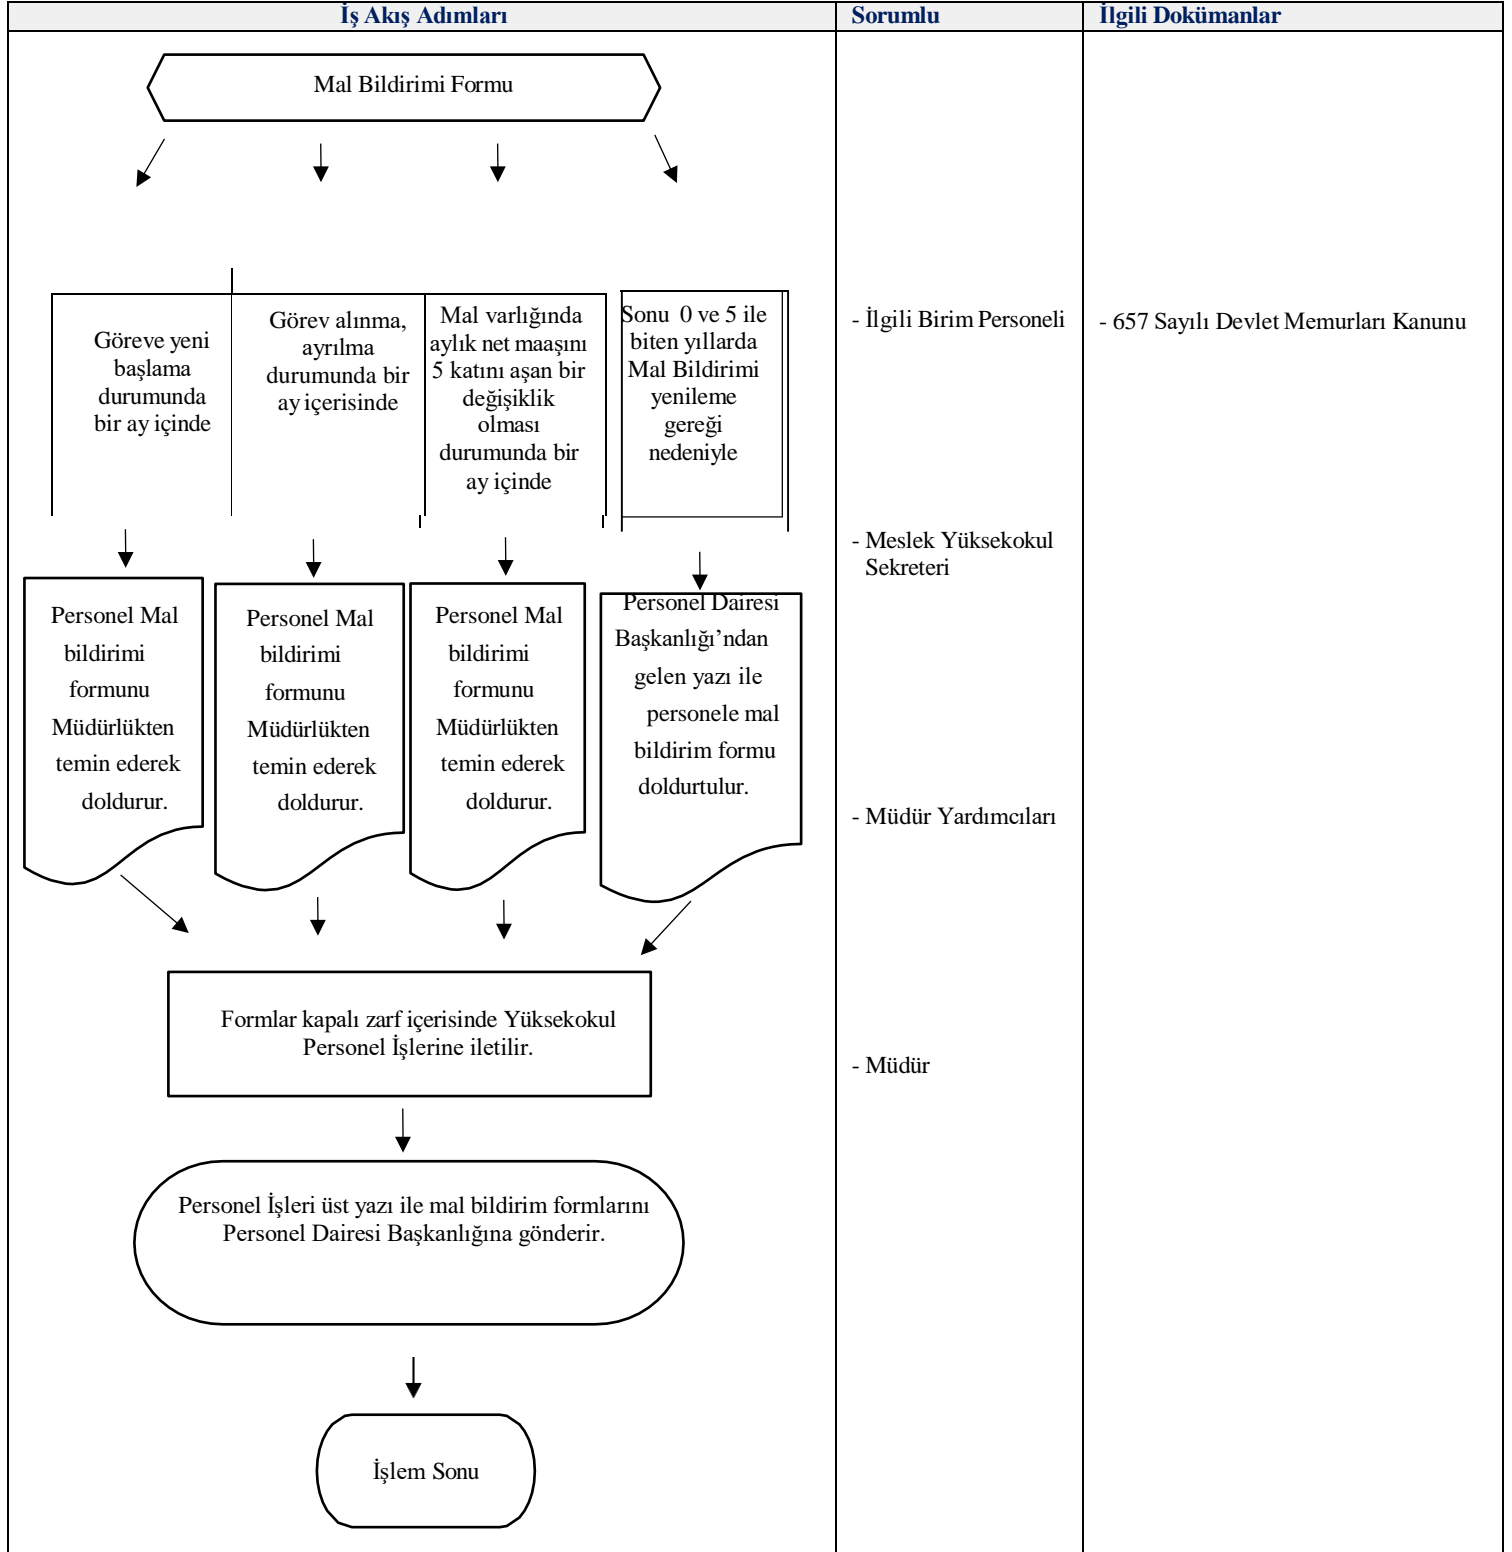 İş Akış Adımları
Sorumlu
İlgili Dokümanlar
Mal Bildirimi Formu
Göreve yeni
başlama
durumunda
bir ay içinde
Görev alınma,
ayrılma
durumunda bir
ay içerisinde
Mal varlığında
aylık net maaşını
5 katını aşan bir
değişiklik
olması
durumunda bir
ay içinde
Sonu 0 ve 5 ile
biten yıllarda
Mal Bildirimi
yenileme
gereği
nedeniyle
Personel Mal
bildirimi
formunu
Müdürlükten
temin ederek
doldurur.
Personel Mal
bildirimi
formunu
Müdürlükten
temin ederek
doldurur.
Personel Mal
bildirimi
formunu
Müdürlükten
temin ederek
doldurur.
Personel Dairesi
Başkanlığı’ndan
gelen yazı ile
personele mal
bildirim formu
doldurtulur.
Formlar kapalı zarf içerisinde Yüksekokul
Personel İşlerine iletilir.
Personel İşleri üst yazı ile mal bildirim formlarını
Personel Dairesi Başkanlığına gönderir.
İşlem Sonu
- İlgili Birim Personeli
- Meslek Yüksekokul
Sekreteri
- Müdür Yardımcıları
- Müdür
- 657 Sayılı Devlet Memurları Kanunu